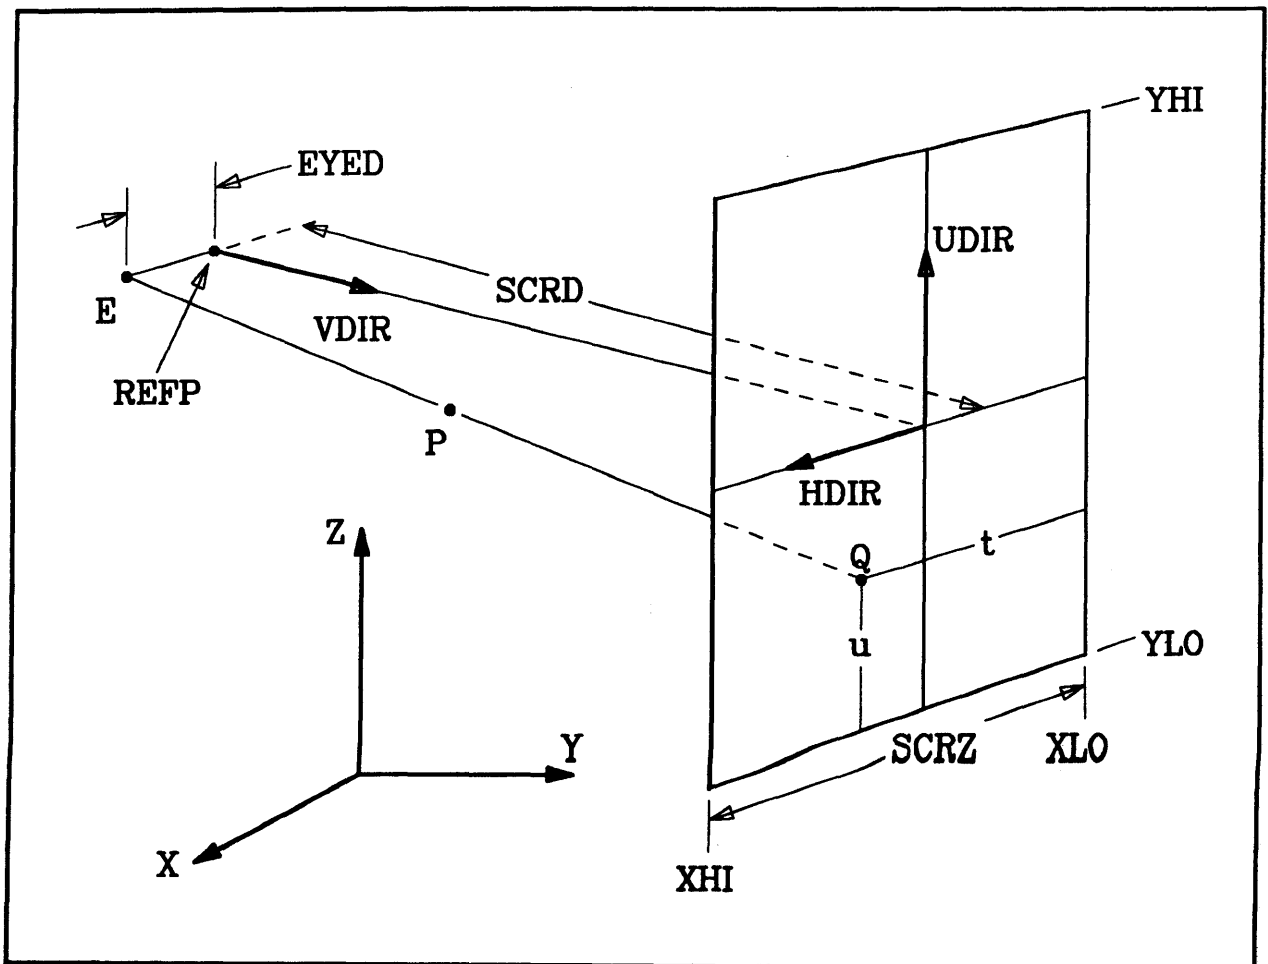 YHI
EYED
UDIR
SCRD
E
VDIR
REFP
P
HDIR
Z
Q
t
u
YLO
Y
SCRZ
XLO
X
XHI